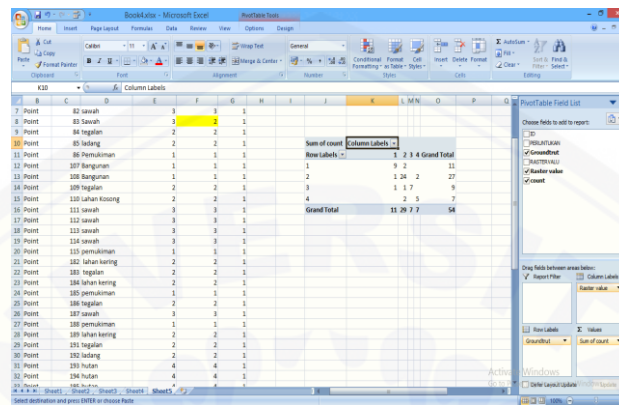 Book4.xlsx - Microsoft Excel
PivotTable Tools
Home Insert Page Layout Formulas Data Review View Options Design
Cut
Copy
Format Painter
Paste
Clipboard
Calibri 11
Font
Wrap Text
Merge & Center
Alignment
General
Number
Conditional Formatting
Format as Table
Cell Styles
Styles
Insert Delete Format
Cells
AutoSum
Fill
Clear
Sort & Filter
Find & Select
Editing
K10 Column Labels
B C D E F G H I J K L M N O P Q
7 Point 82 sawah 3 3 1
8 Point 83 Sawah 3 2 1
9 Point 84 tegalan 2 2 1
10 Point 85 ladang 2 2 1 Sum of count Column Labels
11 Point 86 Pemukiman 1 1 1 Row Labels 1 2 3 4 Grand Total
12 Point 107 Bangunan 1 1 1 1 9 2 11
13 Point 108 Bangunan 1 1 1 2 1 24 2 27
14 Point 109 tegalan 2 2 1 3 1 1 7 9
15 Point 110 Lahan Kosong 2 2 1 4 2 5 7
16 Point 111 sawah 3 3 1 Grand Total 11 29 7 7 54
17 Point 112 sawah 3 3 1
18 Point 113 sawah 3 3 1
19 Point 114 sawah 3 3 1
20 Point 115 pemukiman 1 1 1
21 Point 182 lahan kering 2 2 1
22 Point 183 tegalan 2 2 1
23 Point 184 lahan kering 2 2 1
24 Point 185 pemukiman 1 1 1
25 Point 186 tegalan 2 2 1
26 Point 187 sawah 3 3 1
27 Point 188 pemukiman 1 1 1
28 Point 189 lahan kering 2 2 1
29 Point 191 tegalan 2 2 1
30 Point 192 ladang 2 2 1
31 Point 193 hutan 4 4 1
32 Point 194 hutan 4 4 1
PivotTable Field List
Choose fields to add to report:
ID
PERUNTUKAN
Groundtrut
RASTERVALU
Raster value
count
Drag fields between areas below:
Report Filter
Column Labels
Raster value
Row Labels
Values
Groundtrut
Sum of count
Defer Layout Update
Update
Sheet1 Sheet2 Sheet3 Sheet4 Sheet5
Select destination and press ENTER or choose Paste
100%